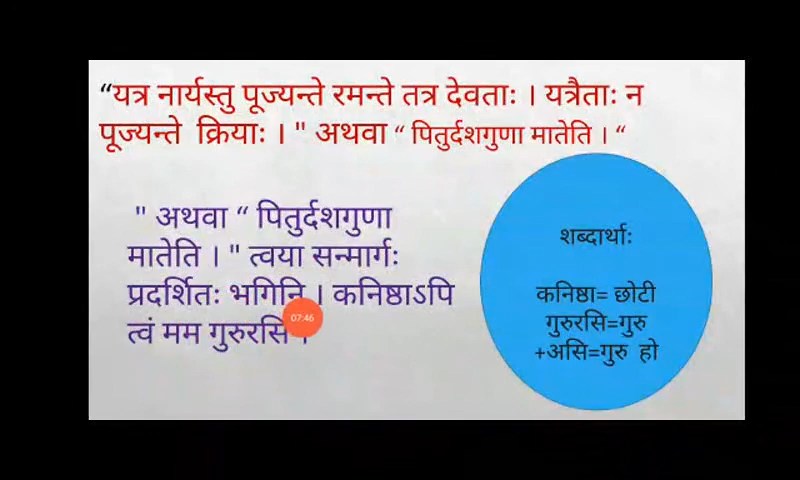 “यत्र नार्यस्तु पूज्यन्ते रमन्ते तत्र देवताः । यत्रैताः न
पूज्यन्ते क्रियाः । " अथवा “ पितुर्दशगुणा मातेति । “
" अथवा “ पितुर्दशगुणा
मातेति । " त्वया सन्मार्गः
प्रदर्शितः भगिनि । कनिष्ठाऽपि
त्वं मम गुरुरसि ।
07:46
शब्दार्थाः
कनिष्ठा= छोटी
गुरुरसि=गुरु
+असि=गुरु हो